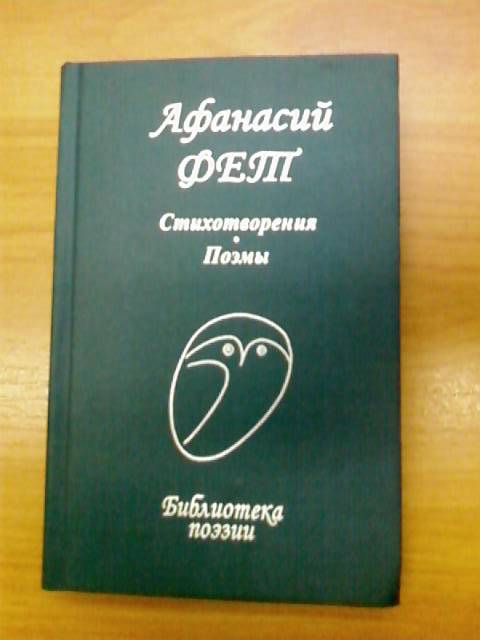 Афанасий
ФЕТ
Стихотворения
•
Поэмы
Библиотека
поэзии